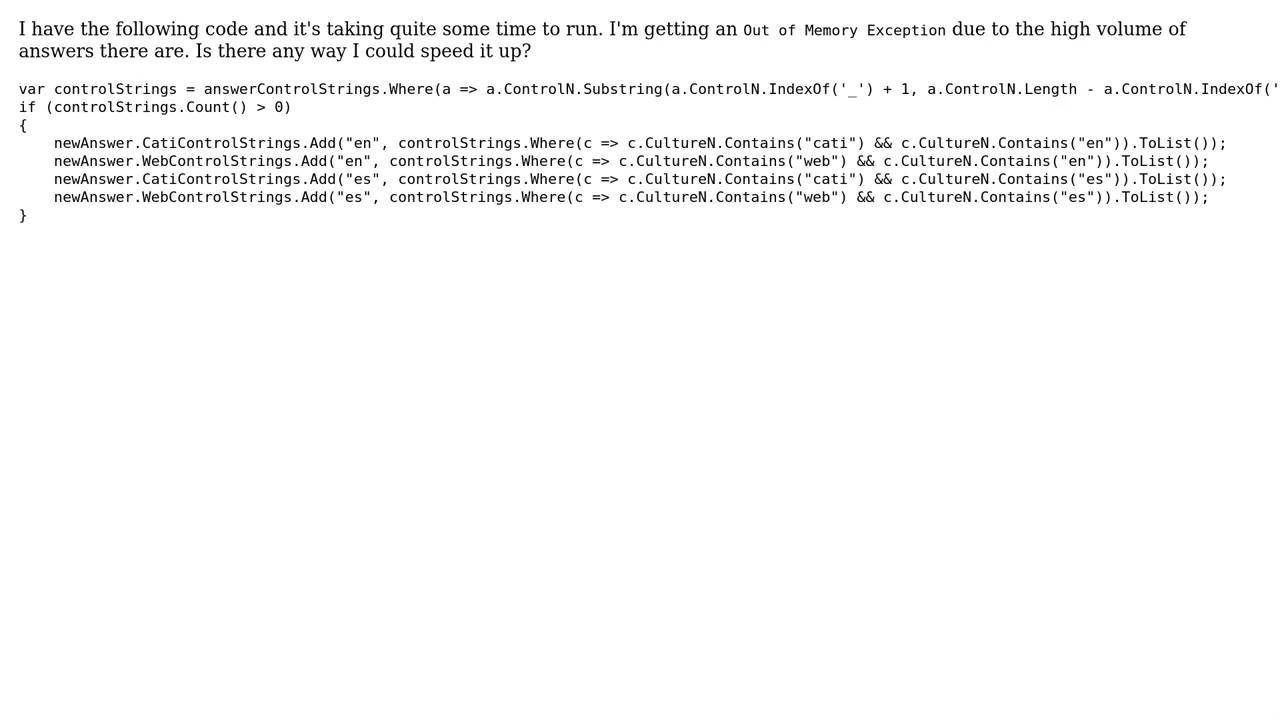 I have the following code and it's taking quite some time to run. I'm getting an Out of Memory Exception due to the high volume of
answers there are. Is there any way I could speed it up?
var controlStrings = answerControlStrings.Where(a => a.ControlN.Substring(a.ControlN.IndexOf('_') + 1, a.ControlN.Length - a.ControlN.IndexOf('
if (controlStrings.Count() > 0)
{
    newAnswer.CatiControlStrings.Add("en", controlStrings.Where(c => c.CultureN.Contains("cati") && c.CultureN.Contains("en")).ToList());
    newAnswer.WebControlStrings.Add("en", controlStrings.Where(c => c.CultureN.Contains("web") && c.CultureN.Contains("en")).ToList());
    newAnswer.CatiControlStrings.Add("es", controlStrings.Where(c => c.CultureN.Contains("cati") && c.CultureN.Contains("es")).ToList());
    newAnswer.WebControlStrings.Add("es", controlStrings.Where(c => c.CultureN.Contains("web") && c.CultureN.Contains("es")).ToList());
}